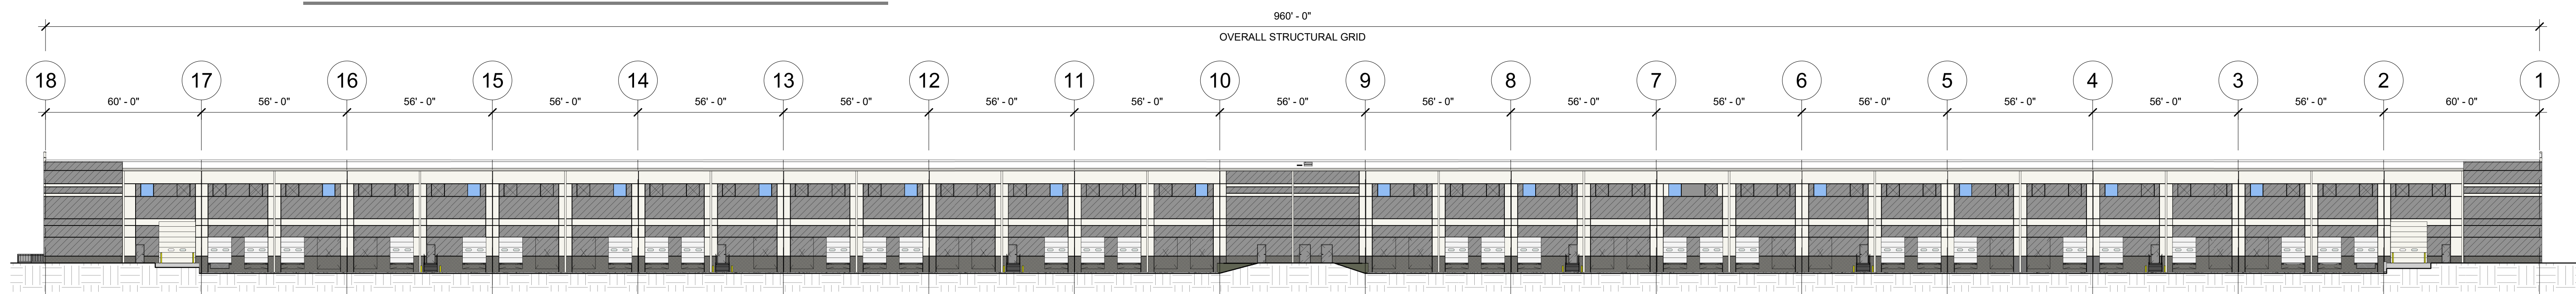 960' - 0"
OVERALL STRUCTURAL GRID
18 17 16 15 14 13 12 11 10 9 8 7 6 5 4 3 2 1
60' - 0" 56' - 0" 56' - 0" 56' - 0" 56' - 0" 56' - 0" 56' - 0" 56' - 0" 56' - 0" 56' - 0" 56' - 0" 56' - 0" 56' - 0" 56' - 0" 56' - 0" 56' - 0" 60' - 0"